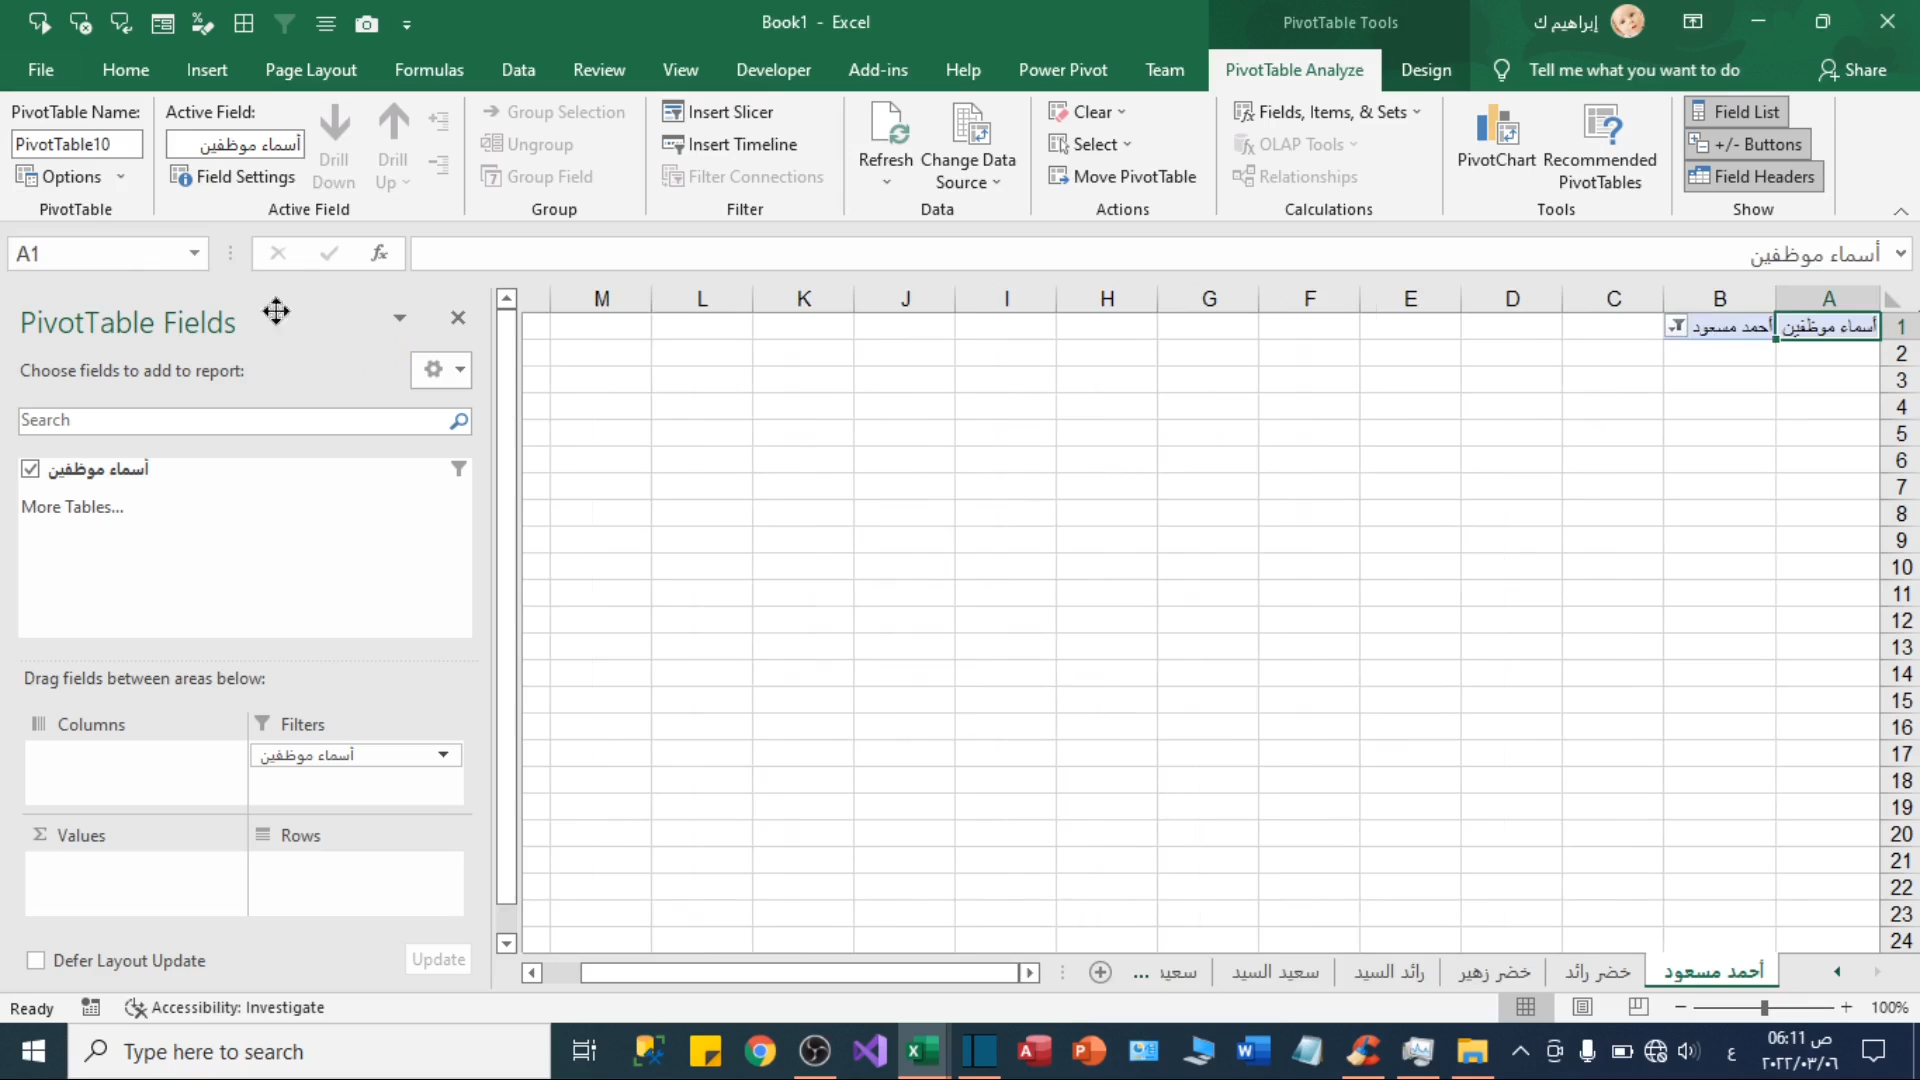 Book1 - Excel
PivotTable Tools
إبراهيم ك
File Home Insert Page Layout Formulas Data Review View Developer Add-ins Help Power Pivot Team PivotTable Analyze Design Tell me what you want to do Share
PivotTable Name:
PivotTable10
Options
PivotTable
Active Field:
أسماء موظفين
Field Settings
Drill Down
Drill Up
Active Field
Group Selection
Ungroup
Group Field
Group
Insert Slicer
Insert Timeline
Filter Connections
Filter
Refresh
Change Data Source
Data
Clear
Select
Move PivotTable
Actions
Fields, Items, & Sets
OLAP Tools
Relationships
Calculations
PivotChart
Recommended PivotTables
Tools
Field List
+/- Buttons
Field Headers
Show
A1
fx
أسماء موظفين
PivotTable Fields
Choose fields to add to report:
Search
أسماء موظفين
More Tables...
Drag fields between areas below:
Columns
Filters
أسماء موظفين
Σ Values
Rows
Defer Layout Update
Update
M L K J I H G F E D C B A
أسماء موظفين
أحمد مسعود
1
2
3
4
5
6
7
8
9
10
11
12
13
14
15
16
17
18
19
20
21
22
23
24
أحمد مسعود
خضر رائد
خضر زهير
رائد السيد
سعيد السيد
سعيد ...
Ready
Accessibility: Investigate
100%
Type here to search
ع
06:11 ص
٢٠٢٢/٠٣/٠٦